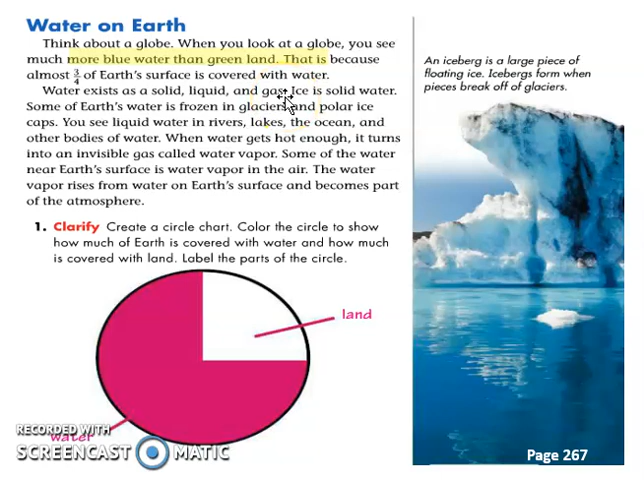 Water on Earth
Think about a globe. When you look at a globe, you see
much more blue water than green land. That is because
almost 3/4 of Earth's surface is covered with water.
Water exists as a solid, liquid, and gas. Ice is solid water.
Some of Earth's water is frozen in glaciers and polar ice
caps. You see liquid water in rivers, lakes, the ocean, and
other bodies of water. When water gets hot enough, it turns
into an invisible gas called water vapor. Some of the water
near Earth's surface is water vapor in the air. The water
vapor rises from water on Earth's surface and becomes part
of the atmosphere.
1. Clarify Create a circle chart. Color the circle to show
how much of Earth is covered with water and how much
is covered with land. Label the parts of the circle.
land
water
An iceberg is a large piece of
floating ice. Icebergs form when
pieces break off of glaciers.
Page 267
RECORDED WITH
SCREENCAST MATIC